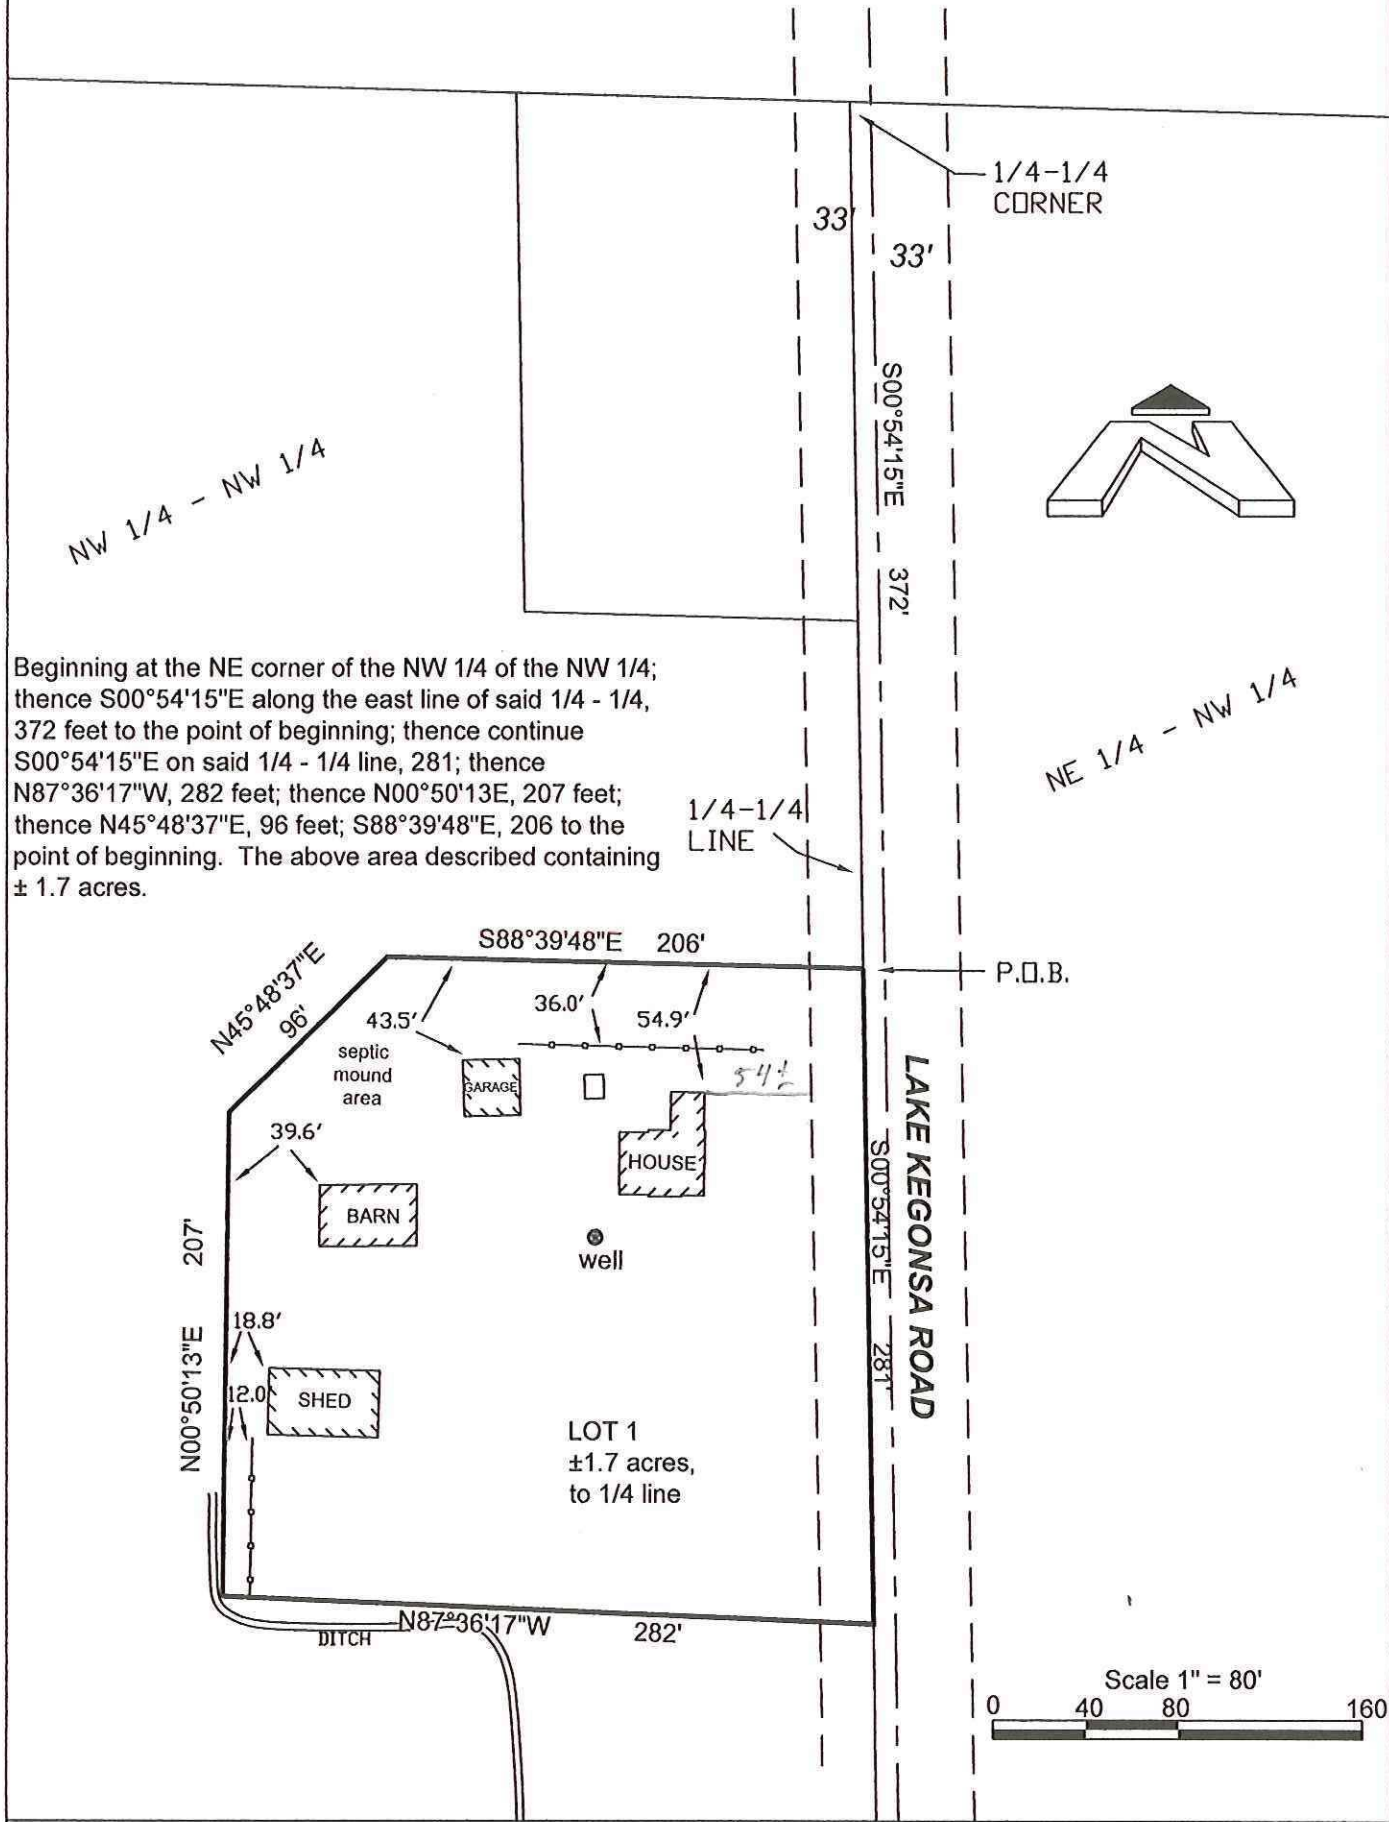 1/4-1/4
CORNER
33'
33'
S00°54'15"E 372'
NW 1/4 - NW 1/4
NE 1/4 - NW 1/4
Beginning at the NE corner of the NW 1/4 of the NW 1/4;
thence S00°54'15"E along the east line of said 1/4 - 1/4,
372 feet to the point of beginning; thence continue
S00°54'15"E on said 1/4 - 1/4 line, 281; thence
N87°36'17"W, 282 feet; thence N00°50'13E, 207 feet;
thence N45°48'37"E, 96 feet; S88°39'48"E, 206 to the
point of beginning. The above area described containing
± 1.7 acres.
1/4-1/4
LINE
S88°39'48"E 206'
P.O.B.
N45°48'37"E
96'
43.5'
36.0'
54.9'
54±
septic
mound
area
GARAGE
39.6'
HOUSE
BARN
well
LAKE KEGONSA ROAD
S00°54'15"E 281'
N00°50'13"E 207'
18.8'
12.0
SHED
LOT 1
±1.7 acres,
to 1/4 line
N87°36'17"W 282'
DITCH
Scale 1" = 80'
0 40 80 160